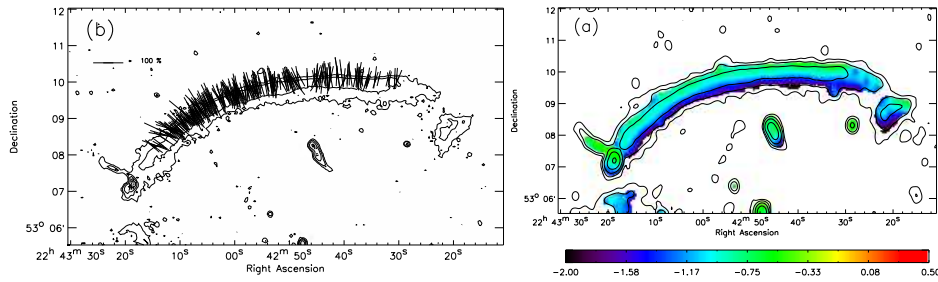 (b)
100 %
12
11
10
09
08
07
53° 06'
Declination
22h 43m 30s 20s 10s 00s 42m 50s 40s 30s 20s
Right Ascension
(a)
12
11
10
09
08
07
53° 06'
Declination
22h 43m 30s 20s 10s 00s 42m 50s 40s 30s 20s
Right Ascension
-2.00 -1.58 -1.17 -0.75 -0.33 0.08 0.50